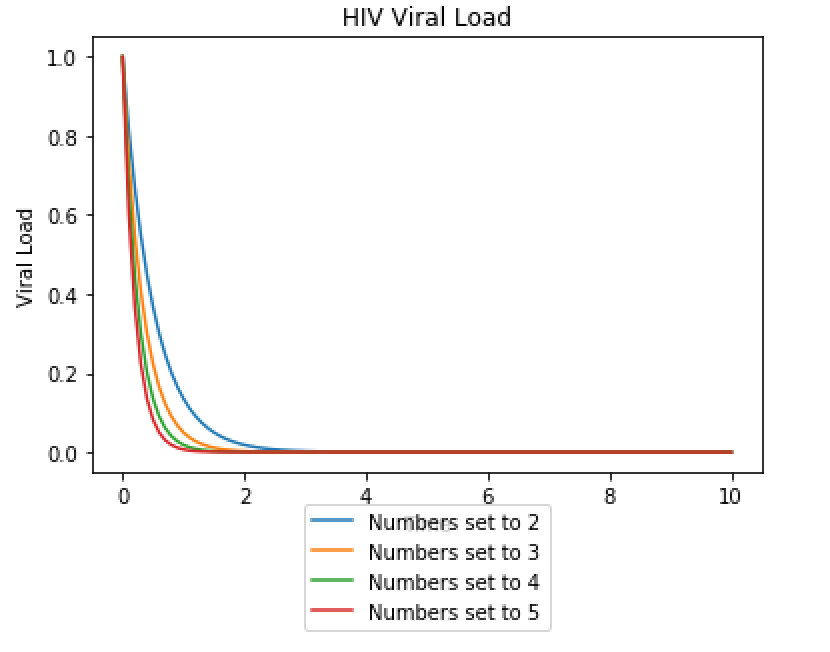 HIV Viral Load
1.0
0.8
0.6
0.4
0.2
0.0
Viral Load
0 2 4 6 8 10
Numbers set to 2
Numbers set to 3
Numbers set to 4
Numbers set to 5